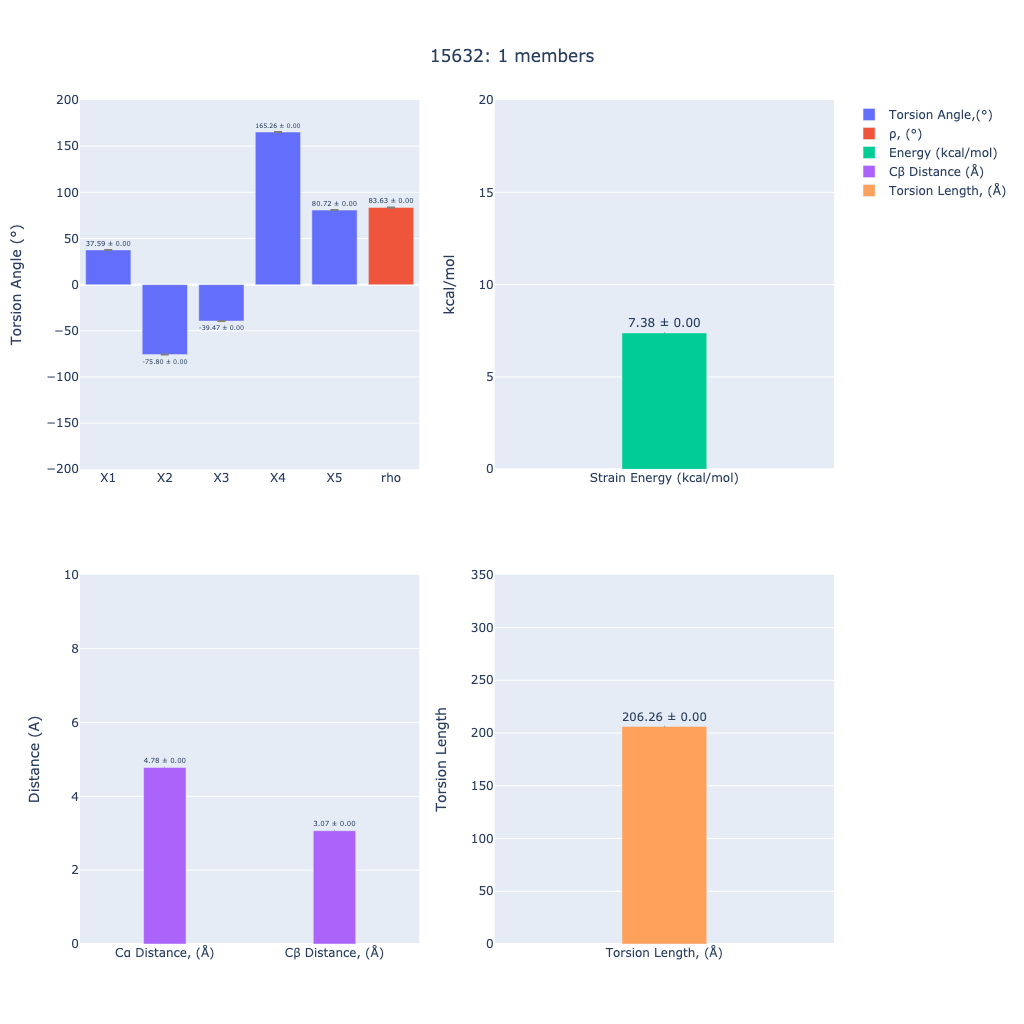 15632: 1 members
Torsion Angle (°)
200
150
100
50
0
−50
−100
−150
−200
37.59 ± 0.00
-75.80 ± 0.00
-39.47 ± 0.00
165.26 ± 0.00
80.72 ± 0.00
83.63 ± 0.00
X1 X2 X3 X4 X5 rho
kcal/mol
20
15
10
5
0
7.38 ± 0.00
Strain Energy (kcal/mol)
Torsion Angle,(°)
ρ, (°)
Energy (kcal/mol)
Cβ Distance (Å)
Torsion Length, (Å)
Distance (A)
10
8
6
4
2
0
4.78 ± 0.00
3.07 ± 0.00
Cα Distance, (Å) Cβ Distance, (Å)
Torsion Length
350
300
250
200
150
100
50
0
206.26 ± 0.00
Torsion Length, (Å)